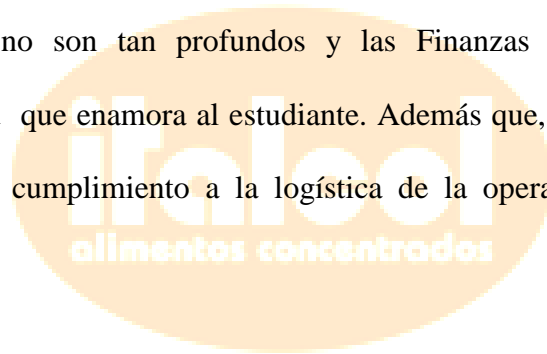 no son tan profundos y las Finanzas
que enamora al estudiante. Además que,
cumplimiento a la logística de la opera
italcol
alimentos concentrados